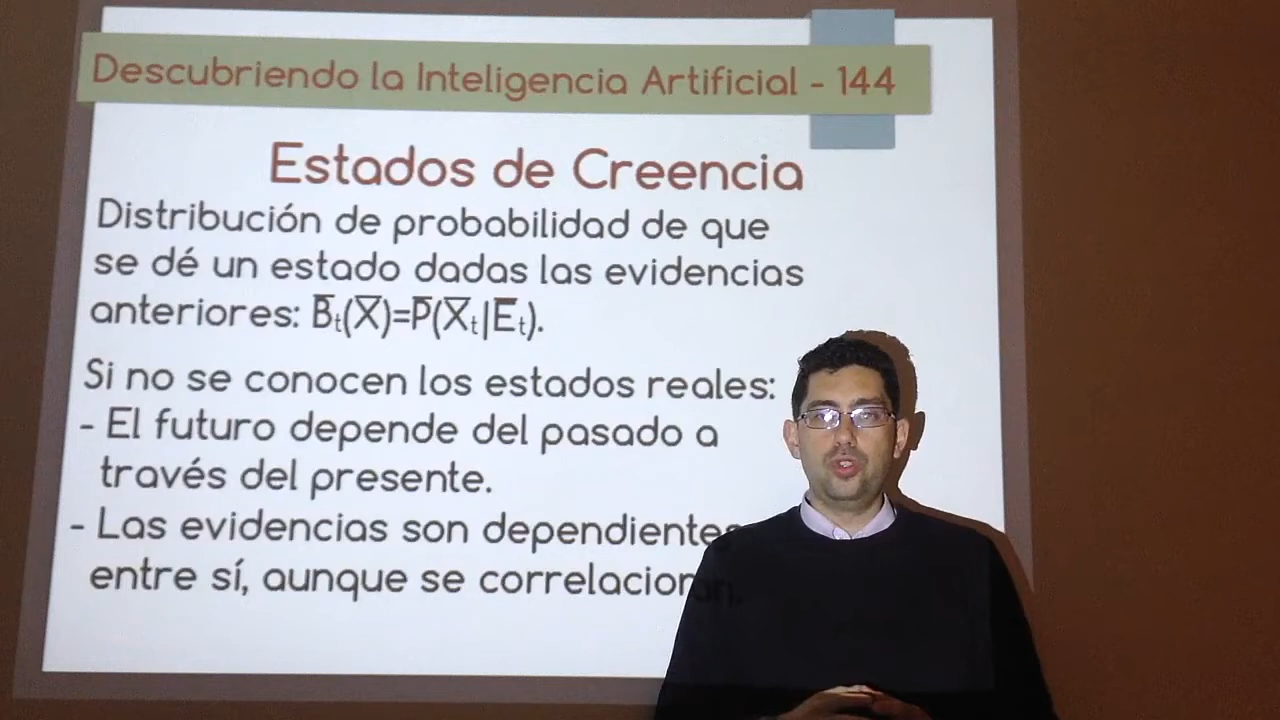 Descubriendo la Inteligencia Artificial - 144
Estados de Creencia
Distribución de probabilidad de que
se dé un estado dadas las evidencias
anteriores: B̅ₜ(X̅)=P̅(X̅ₜ|E̅ₜ).
Si no se conocen los estados reales:
- El futuro depende del pasado a
través del presente.
- Las evidencias son dependientes
entre sí, aunque se correlacionan.